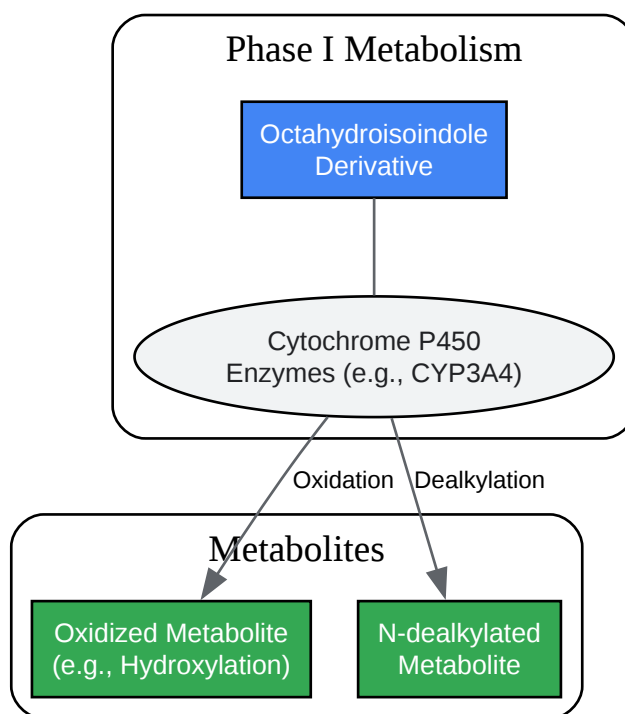 Phase I Metabolism
Octahydroisoindole
Derivative
Cytochrome P450
Enzymes (e.g., CYP3A4)
Oxidation
Dealkylation
Metabolites
Oxidized Metabolite
(e.g., Hydroxylation)
N-dealkylated
Metabolite